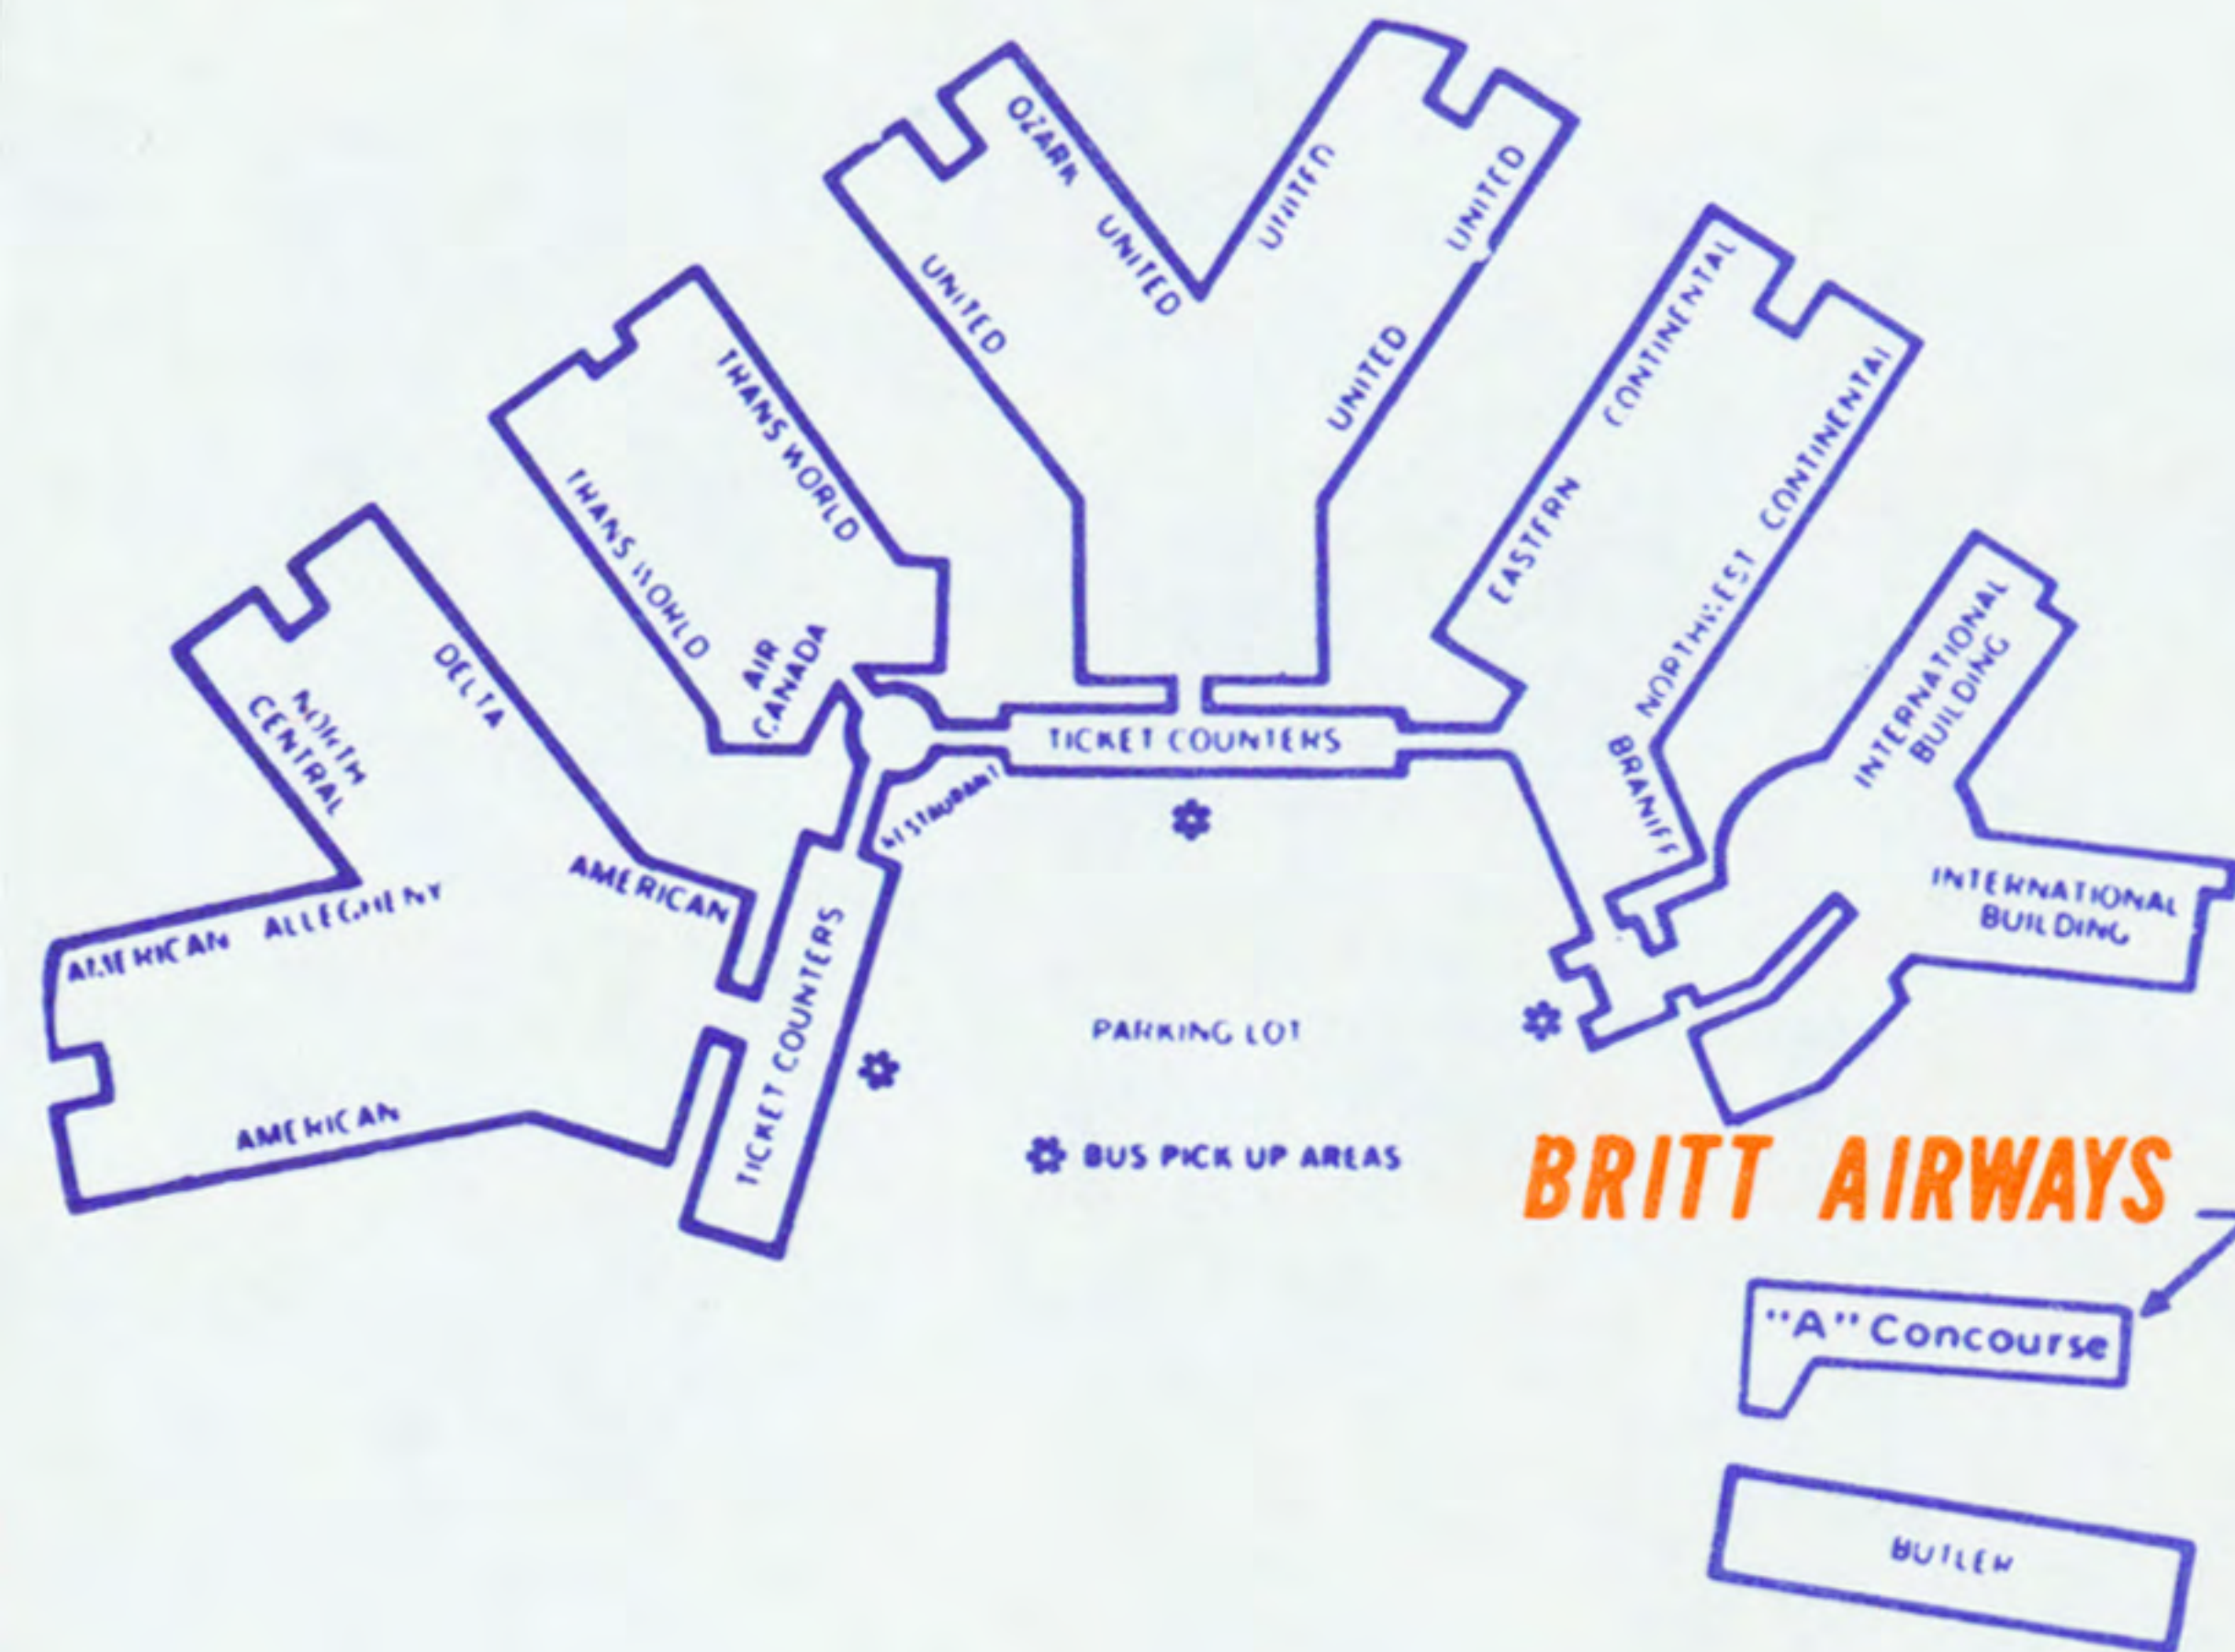 OZARK
UNITED
UNITED
UNITED
UNITED
UNITED
CONTINENTAL
EASTERN
CONTINENTAL
NORTHWEST
BRANIFF
TRANS WORLD
TRANS WORLD
AIR
CANADA
DELTA
NORTH
CENTRAL
AMERICAN
ALLEGHENY
AMERICAN
AMERICAN
TICKET COUNTERS
RESTAURANT
TICKET COUNTERS
INTERNATIONAL
BUILDING
INTERNATIONAL
BUILDING
PARKING LOT
BUS PICK UP AREAS
BRITT AIRWAYS
"A" Concourse
BUTLER